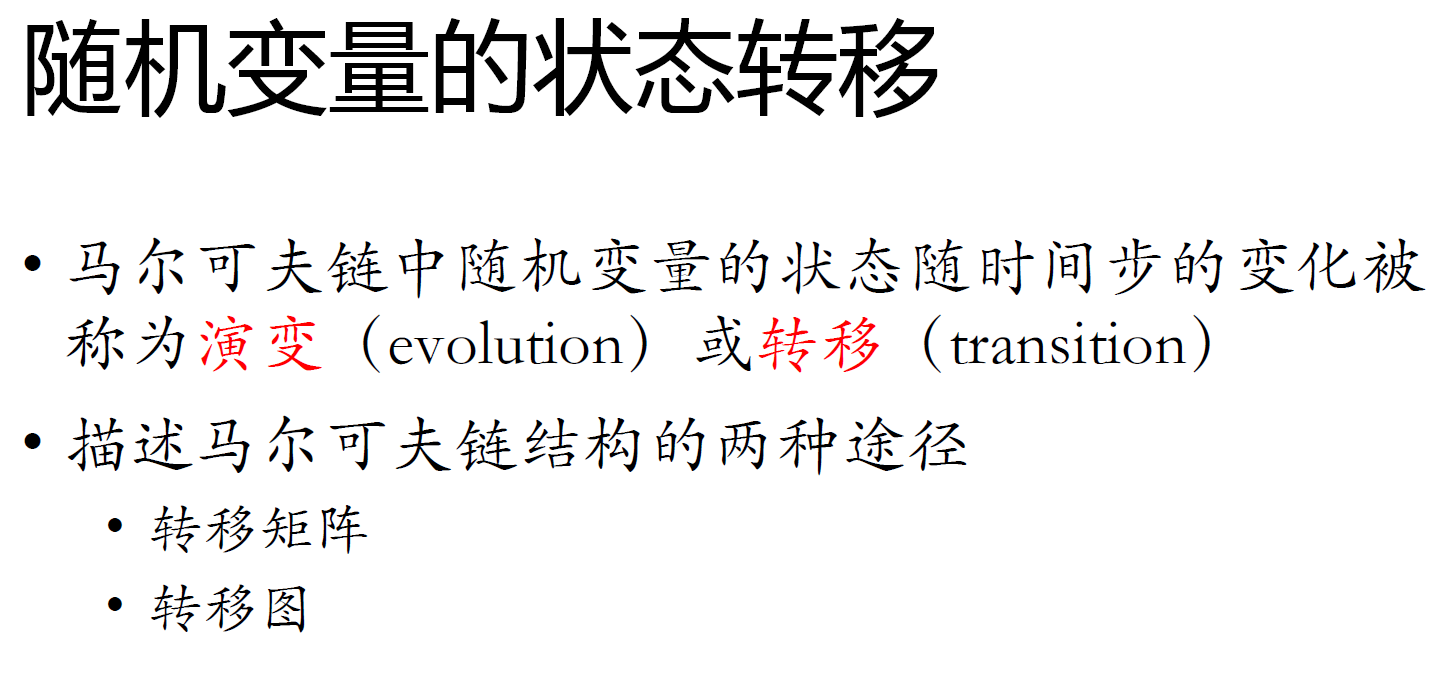 随机变量的状态转移
• 马尔可夫链中随机变量的状态随时间步的变化被
称为演变（evolution）或转移（transition）
• 描述马尔可夫链结构的两种途径
• 转移矩阵
• 转移图